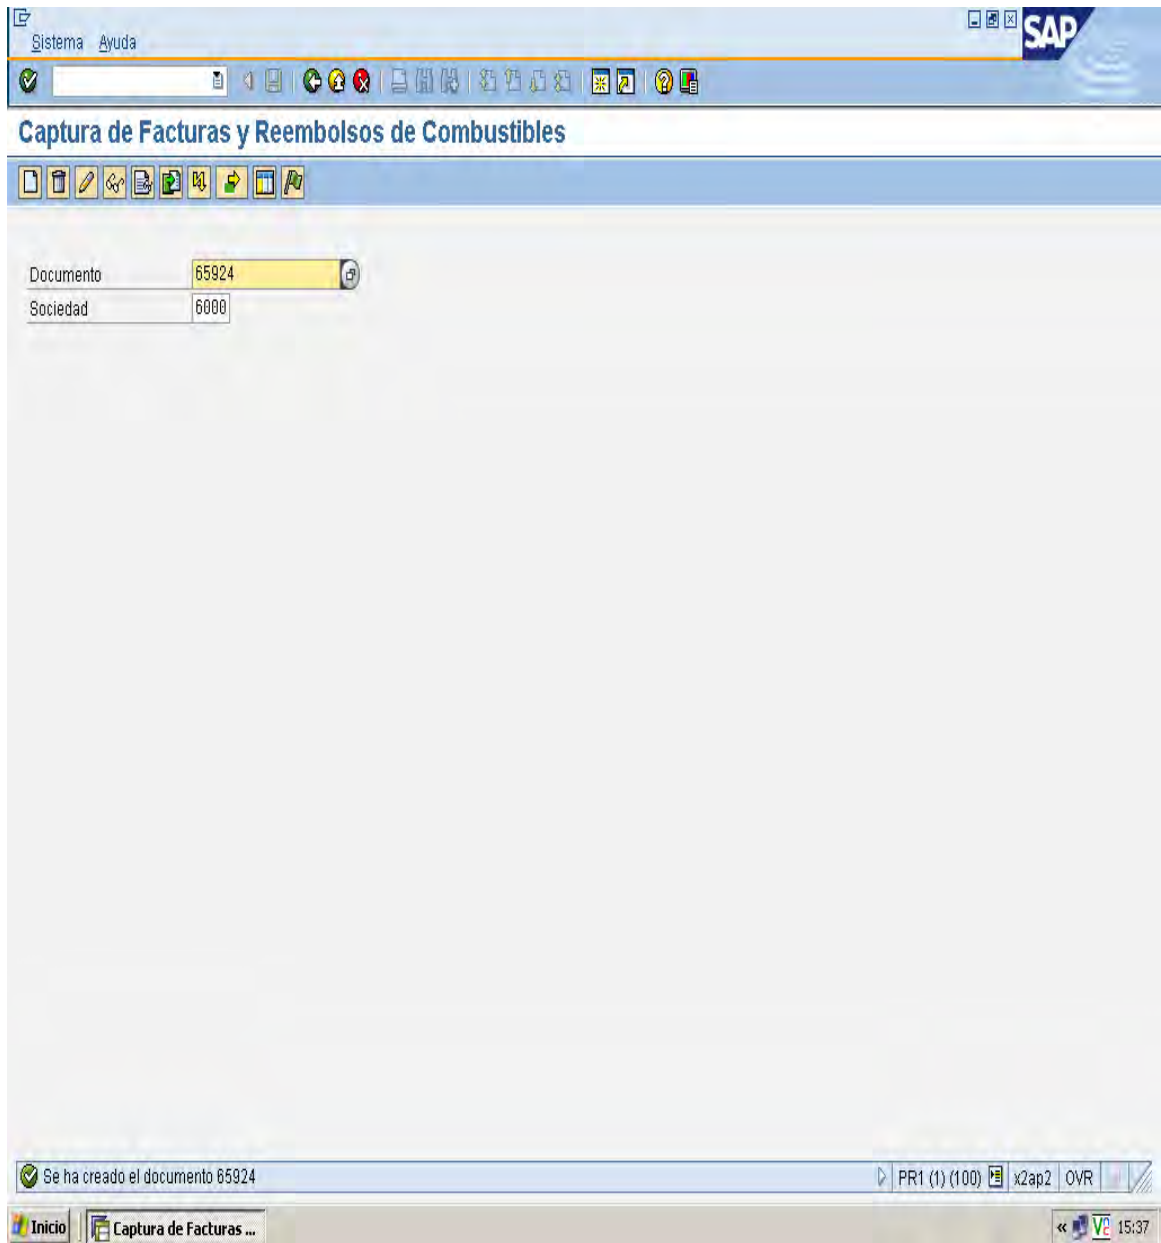 Sistema Ayuda
SAP
Captura de Facturas y Reembolsos de Combustibles
Documento 65924
Sociedad 6000
Se ha creado el documento 65924
PR1 (1) (100) x2ap2 OVR
Inicio Captura de Facturas ... « 15:37